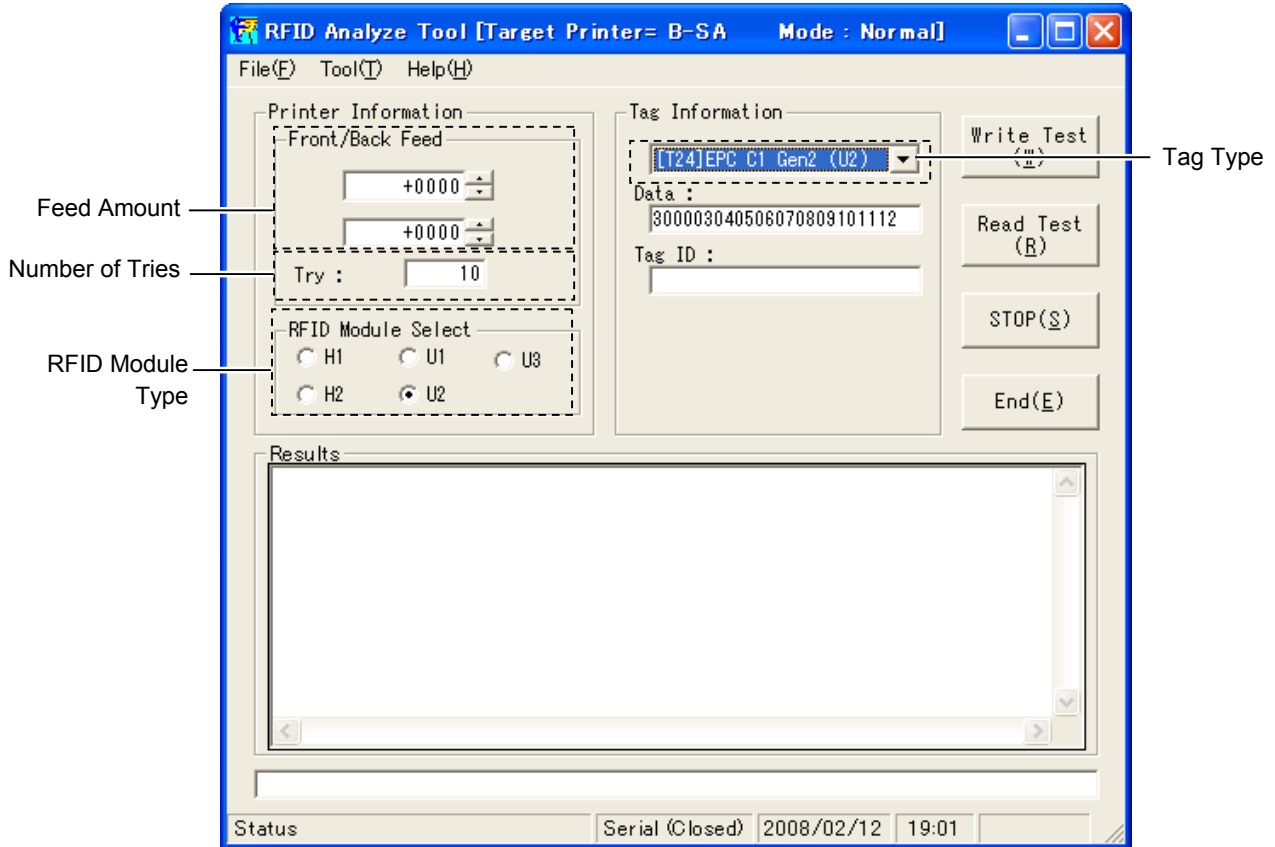 RFID Analyze Tool [Target Printer= B-SA Mode : Normal]
File(F) Tool(T) Help(H)
Printer Information
Front/Back Feed
+0000
+0000
Try : 10
RFID Module Select
H1 U1 U3
H2 U2
Tag Information
[T24]EPC C1 Gen2 (U2)
Data :
300003040506070809101112
Tag ID :
Write Test
(W)
Read Test
(R)
STOP(S)
End(E)
Feed Amount
Number of Tries
RFID Module
Type
Tag Type
Results
Status Serial (Closed) 2008/02/12 19:01